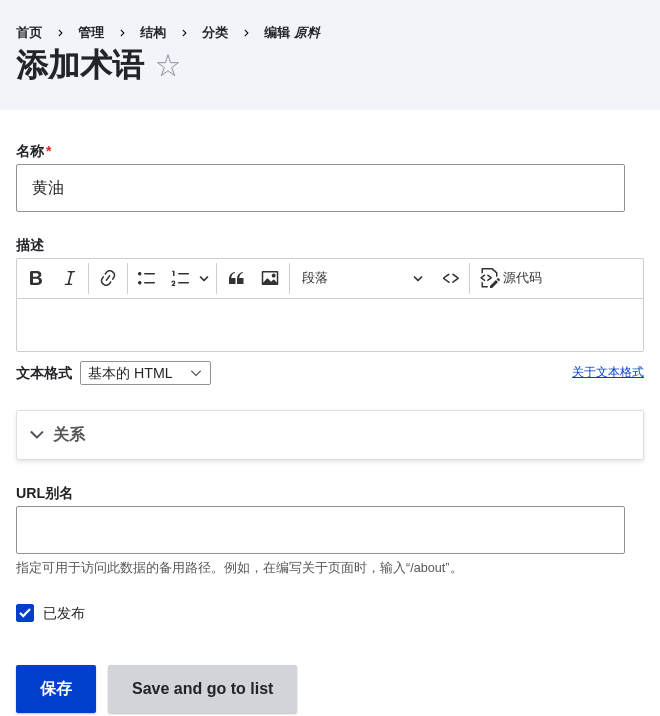 首页 管理 结构 分类 编辑 原料
添加术语
名称*
黄油
描述
B I 段落 源代码
文本格式 基本的 HTML 关于文本格式
关系
URL别名
指定可用于访问此数据的备用路径。例如，在编写关于页面时，输入“/about”。
已发布
保存 Save and go to list